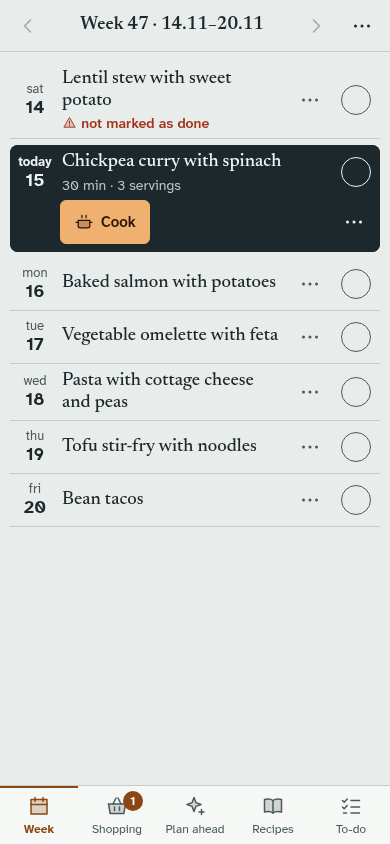 Week 47 · 14.11–20.11
sat
14
Lentil stew with sweet
potato
not marked as done
today
15
Chickpea curry with spinach
30 min · 3 servings
Cook
mon
16
Baked salmon with potatoes
tue
17
Vegetable omelette with feta
wed
18
Pasta with cottage cheese
and peas
thu
19
Tofu stir-fry with noodles
fri
20
Bean tacos
1
Week
Shopping
Plan ahead
Recipes
To-do